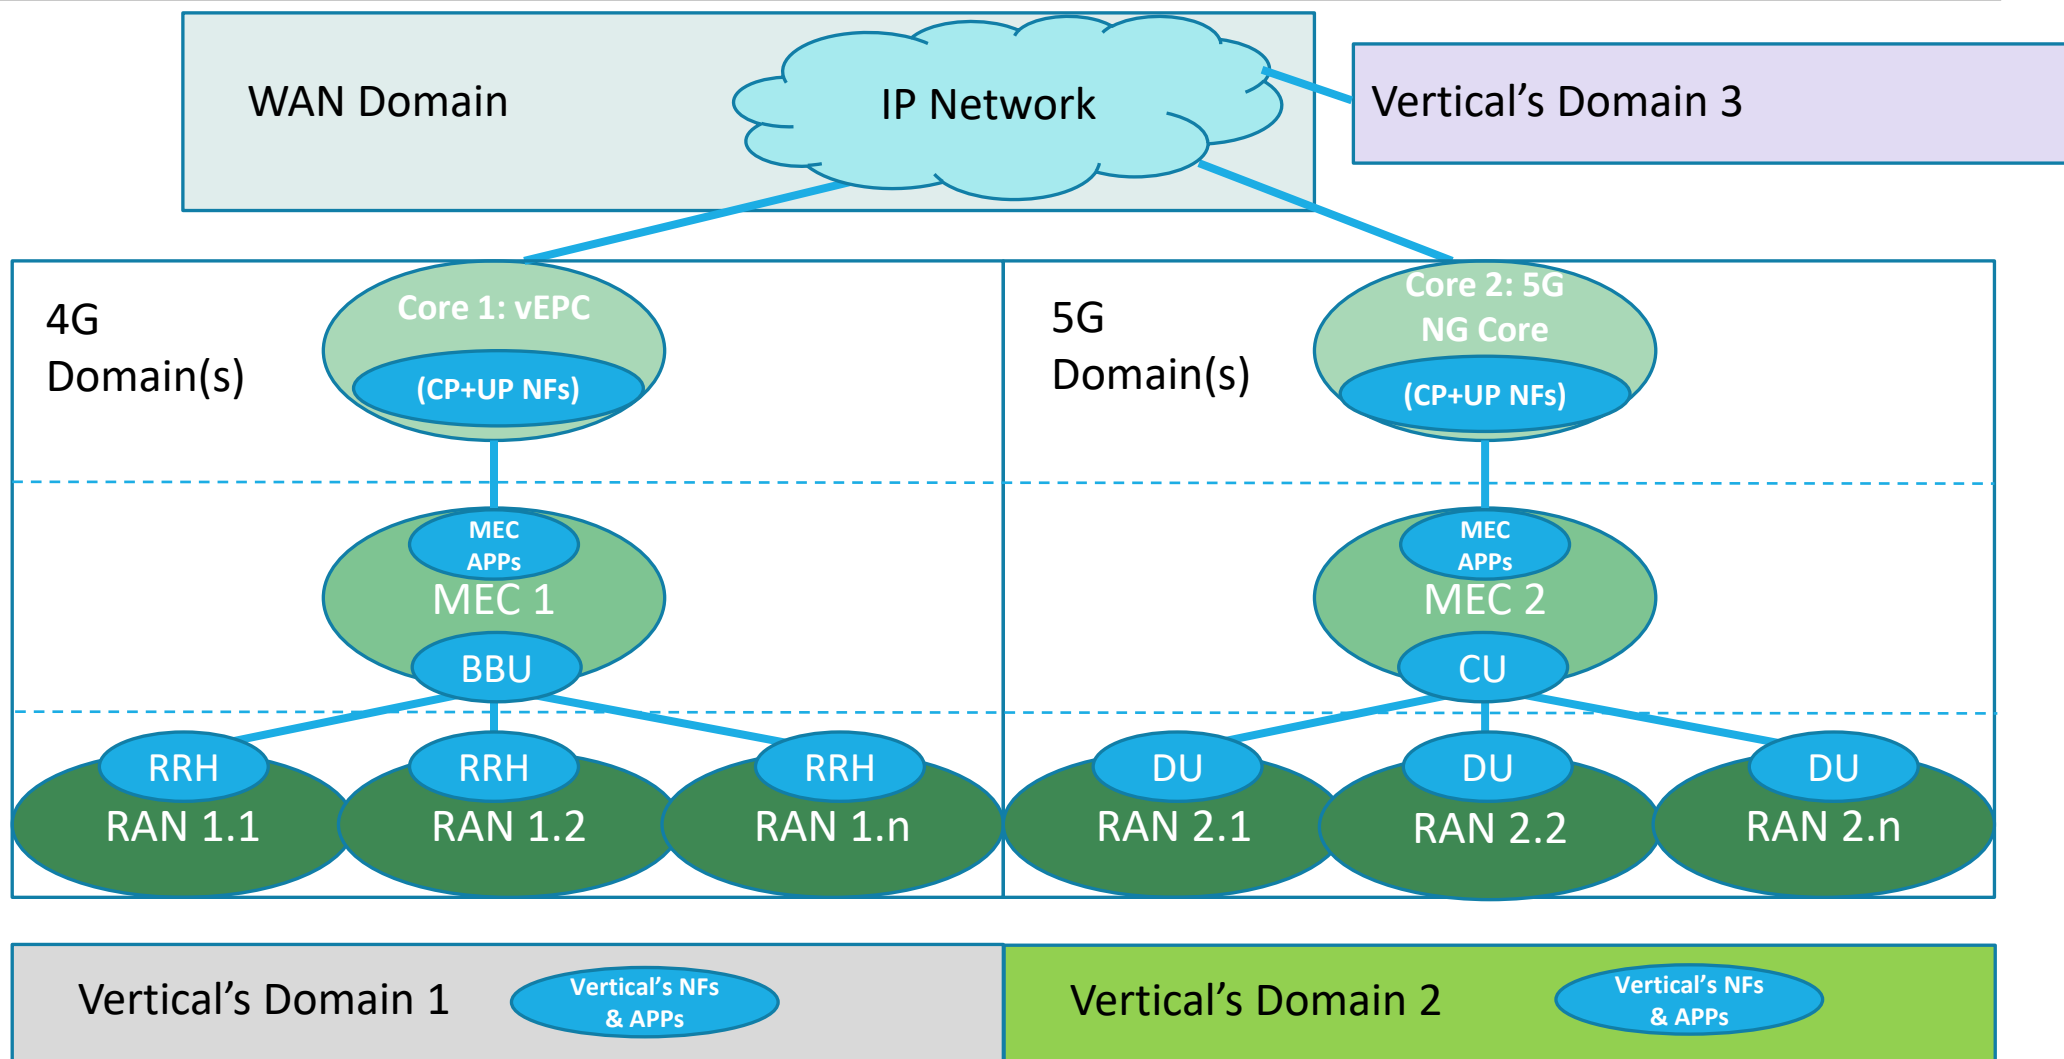 WAN Domain
IP Network
Vertical’s Domain 3
4G
Domain(s)
Core 1: vEPC
(CP+UP NFs)
5G
Domain(s)
Core 2: 5G
NG Core
(CP+UP NFs)
MEC
APPs
MEC 1
BBU
MEC
APPs
MEC 2
CU
RRH
RAN 1.1
RRH
RAN 1.2
RRH
RAN 1.n
DU
RAN 2.1
DU
RAN 2.2
DU
RAN 2.n
Vertical’s Domain 1
Vertical’s NFs
& APPs
Vertical’s Domain 2
Vertical’s NFs
& APPs